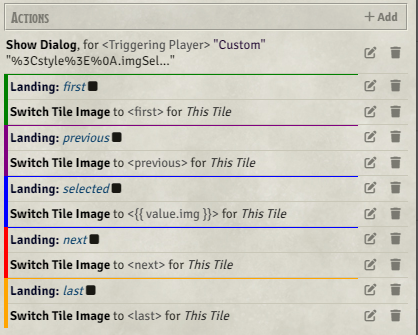 ACTIONS + Add
Show Dialog, for <Triggering Player> "Custom"
"%3Cstyle%3E%0A.imgSel..."
Landing: first
Switch Tile Image to <first> for This Tile
Landing: previous
Switch Tile Image to <previous> for This Tile
Landing: selected
Switch Tile Image to <{{ value.img }}> for This Tile
Landing: next
Switch Tile Image to <next> for This Tile
Landing: last
Switch Tile Image to <last> for This Tile